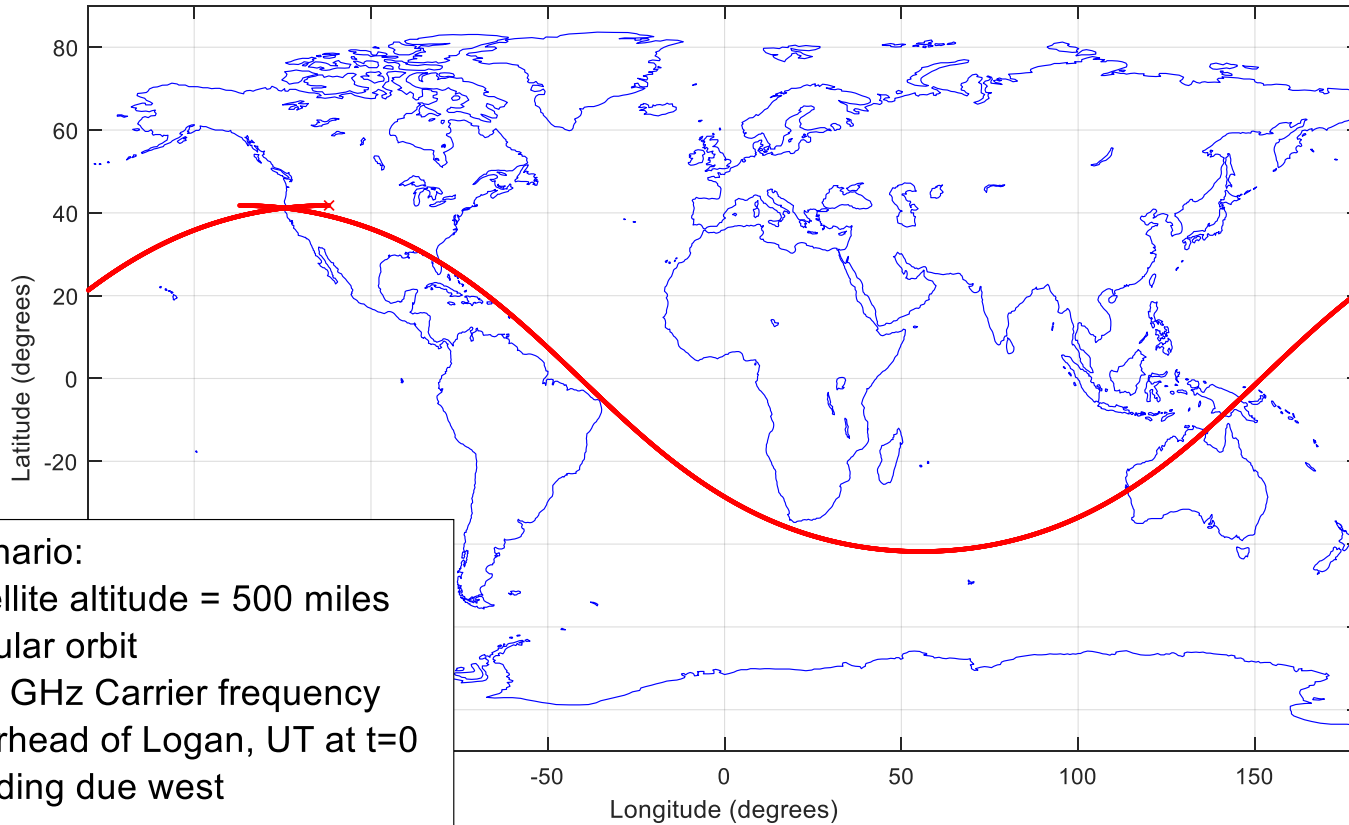 80
60
40
20
0
-20
Latitude (degrees)
nario:
ellite altitude = 500 miles
ular orbit
GHz Carrier frequency
rhead of Logan, UT at t=0
ding due west
-50
0
50
100
150
Longitude (degrees)